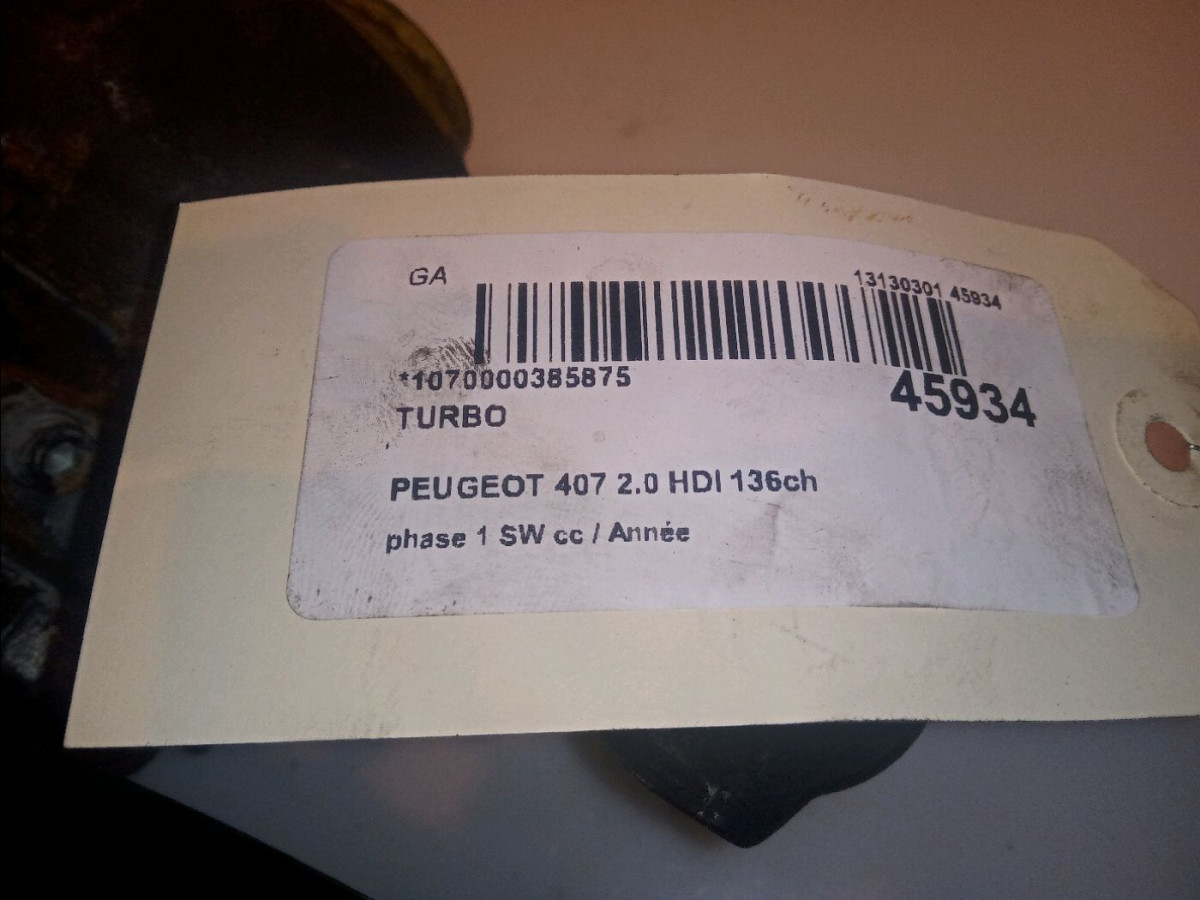 GA
13130301 45934
*1070000385875
45934
TURBO
PEUGEOT 407 2.0 HDI 136ch
phase 1 SW cc / Année